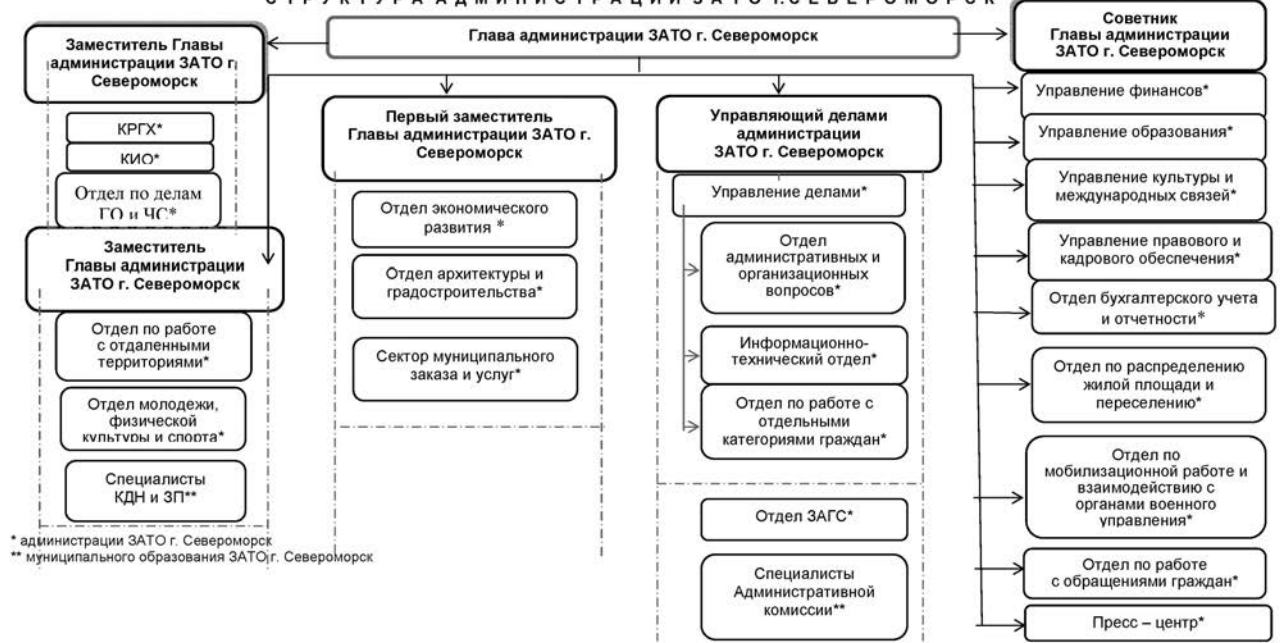 СТРУКТУРА АДМИНИСТРАЦИИ ЗАТО Г.СЕВЕРОМОРСК
Глава администрации ЗАТО г. Североморск
Заместитель Главы
администрации ЗАТО г
Североморск
КРГХ*
КИО*
Отдел по делам
ГО и ЧС*
Заместитель
Главы администрации
ЗАТО г. Североморск
Отдел по работе
с отдаленными
территориями*
Отдел молодежи,
физической
культуры и спорта*
Специалисты
КДН и ЗП**
* администрации ЗАТО г. Североморск
** муниципального образования ЗАТО г. Североморск
Первый заместитель
Главы администрации ЗАТО г.
Североморск
Отдел экономического
развития *
Отдел архитектуры и
градостроительства*
Сектор муниципального
заказа и услуг*
Управляющий делами
администрации
ЗАТО г. Североморск
Управление делами*
Отдел
административных и
организационных
вопросов*
Информационно-
технический отдел*
Отдел по работе с
отдельными
категориями граждан*
Отдел ЗАГС*
Специалисты
Административной
комиссии**
Советник
Главы администрации
ЗАТО г. Североморск
Управление финансов*
Управление образования*
Управление культуры и
международных связей*
Управление правового и
кадрового обеспечения*
Отдел бухгалтерского учета
и отчетности*
Отдел по распределению
жилой площади и
переселению*
Отдел по
мобилизационной работе и
взаимодействию с
органами военного
управления*
Отдел по работе
с обращениями граждан*
Пресс – центр*